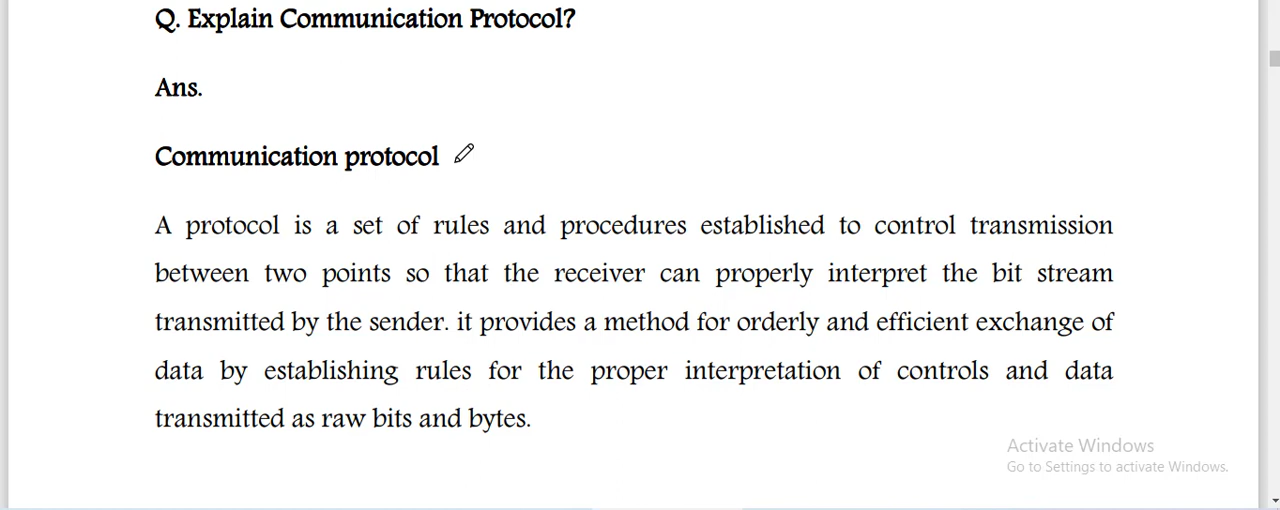 Q. Explain Communication Protocol?
Ans.
Communication protocol
A protocol is a set of rules and procedures established to control transmission
between two points so that the receiver can properly interpret the bit stream
transmitted by the sender. it provides a method for orderly and efficient exchange of
data by establishing rules for the proper interpretation of controls and data
transmitted as raw bits and bytes.
Activate Windows
Go to Settings to activate Windows.